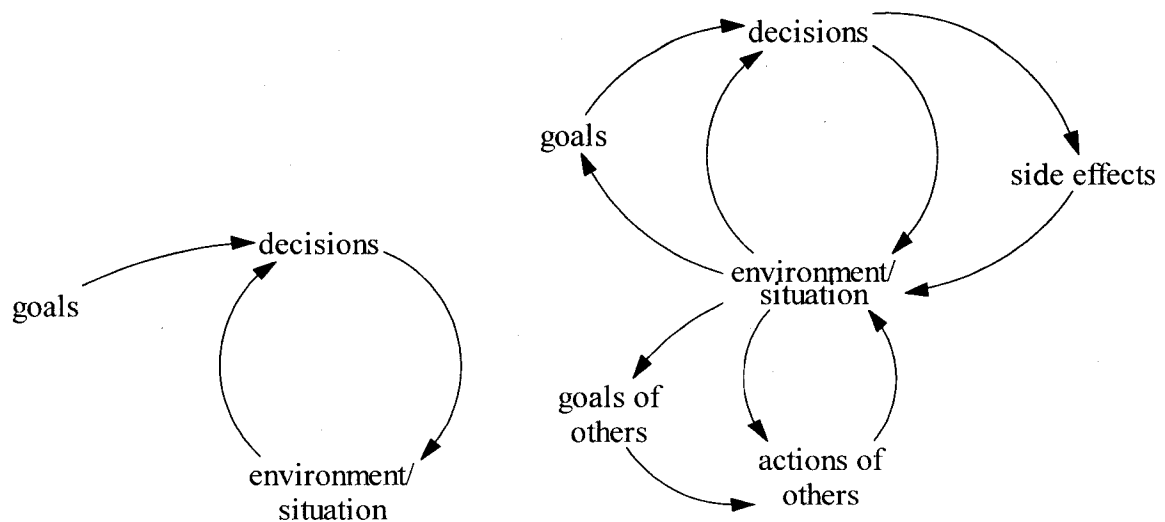 decisions
goals
environment/
situation
decisions
goals
side effects
environment/
situation
goals of
others
actions of
others